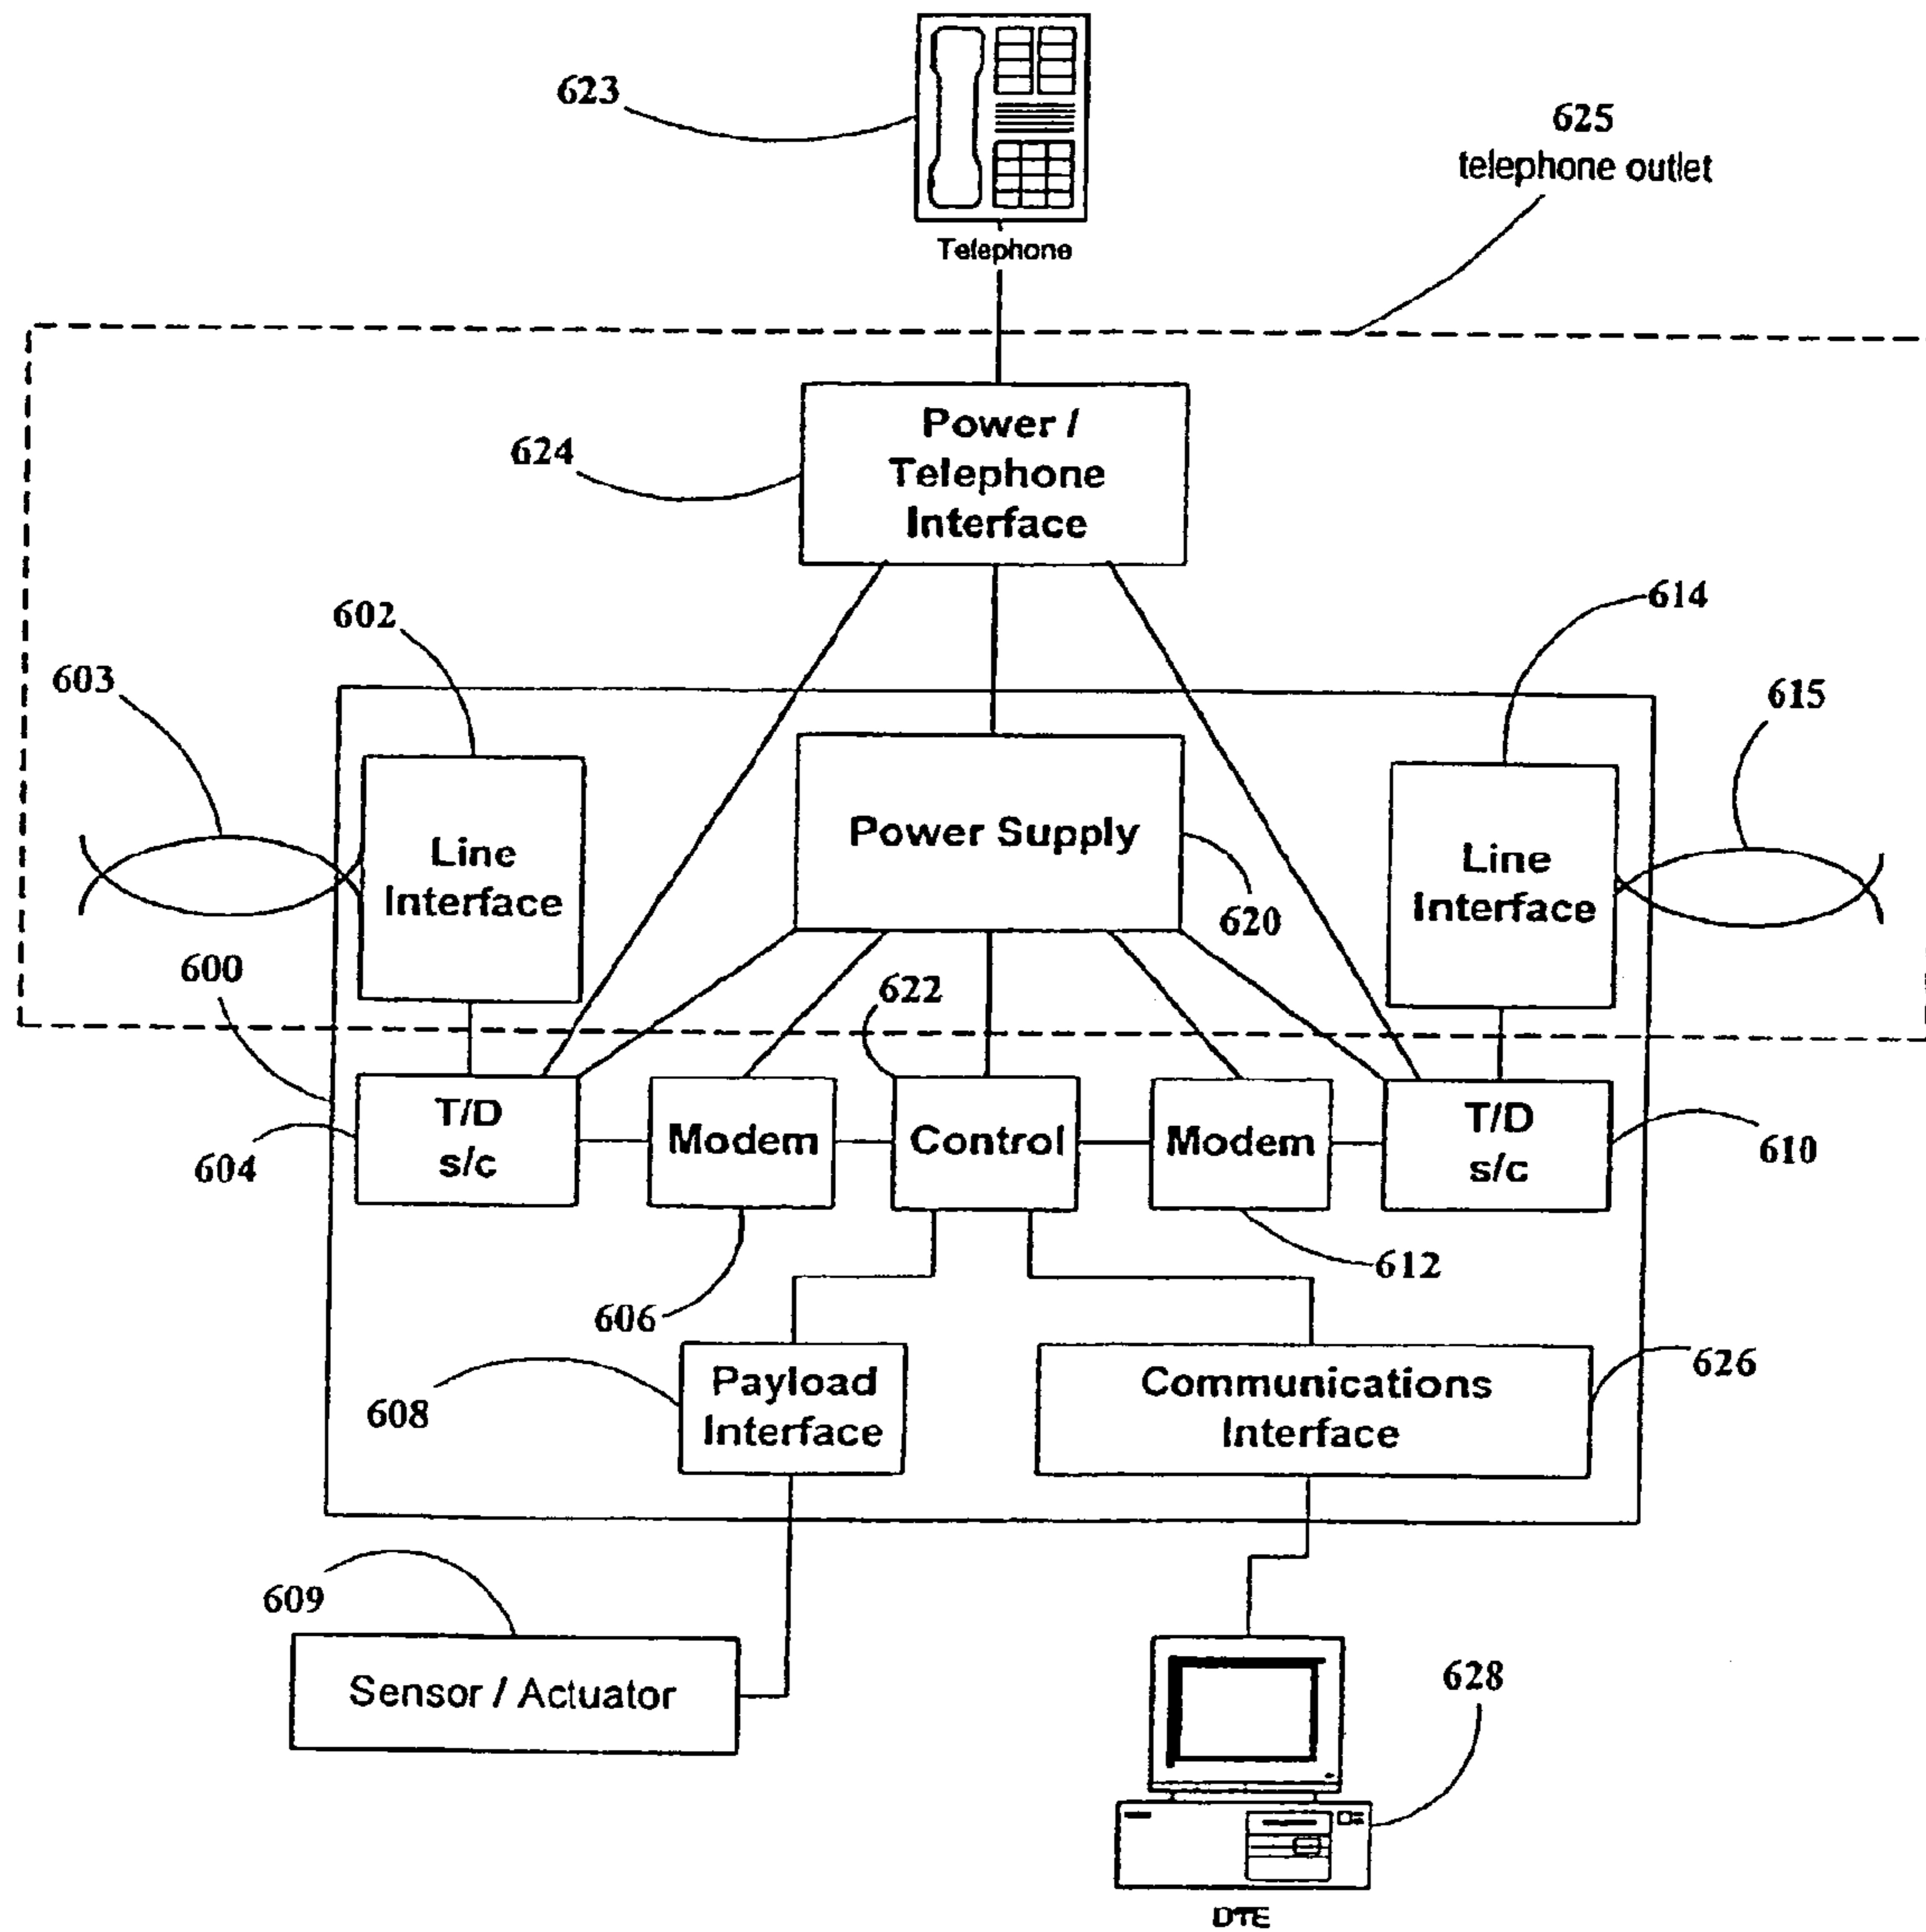 623
625
telephone outlet
Telephone
624
Power /
Telephone
Interface
602
614
603
615
Line
Interface
Power Supply
Line
Interface
620
600
622
T/D
s/c
Modem
Control
Modem
T/D
s/c
604
610
606
612
Payload
Interface
Communications
Interface
608
626
609
Sensor / Actuator
628
DTE